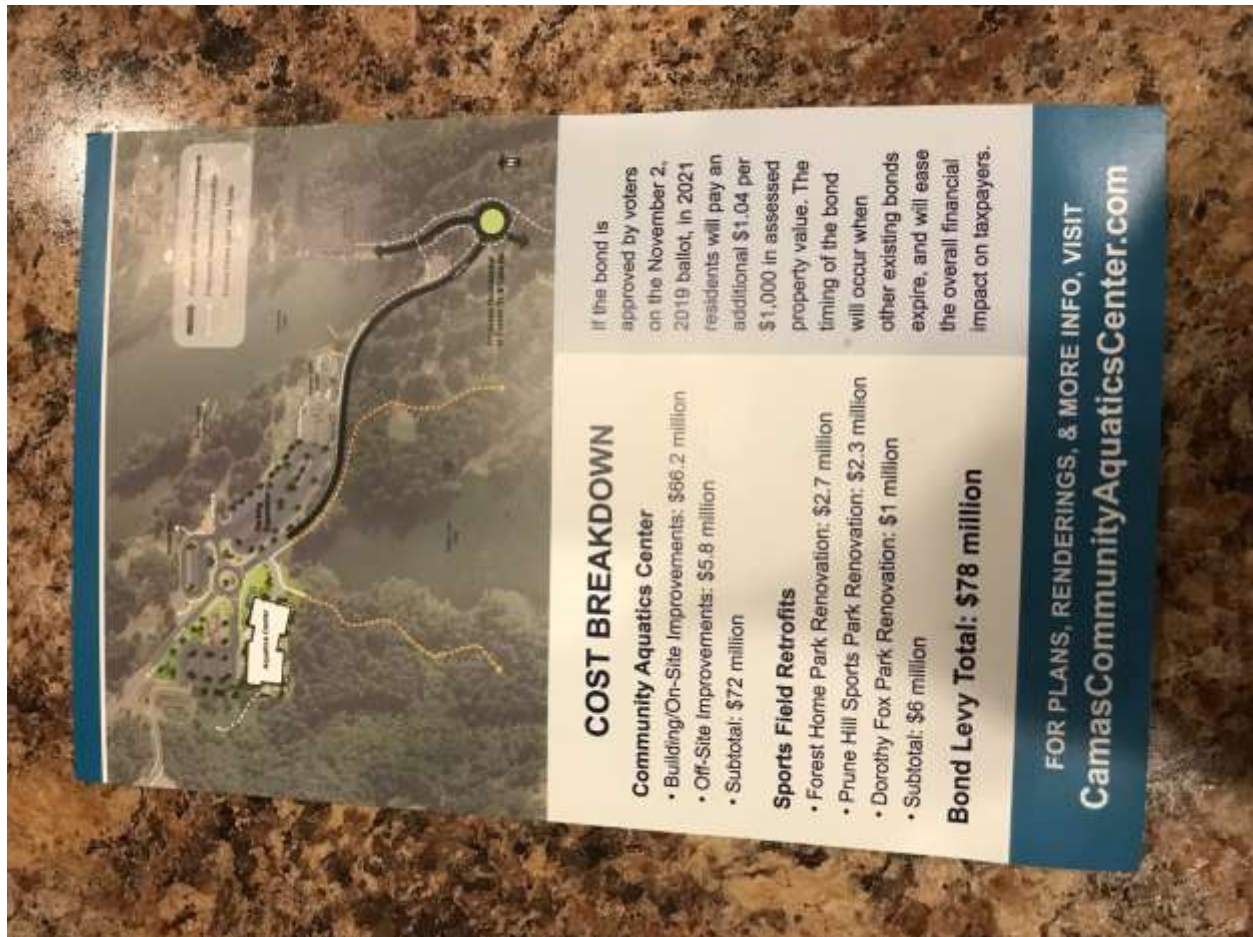 Aquatics Center
COST BREAKDOWN
Community Aquatics Center
• Building/On-Site Improvements: $66.2 million
• Off-Site Improvements: $5.8 million
• Subtotal: $72 million
Sports Field Retrofits
• Forest Home Park Renovation: $2.7 million
• Prune Hill Sports Park Renovation: $2.3 million
• Dorothy Fox Park Renovation: $1 million
• Subtotal: $6 million
Bond Levy Total: $78 million
If the bond is
approved by voters
on the November 2,
2019 ballot, in 2021
residents will pay an
additional $1.04 per
$1,000 in assessed
property value. The
timing of the bond
will occur when
other existing bonds
expire, and will ease
the overall financial
impact on taxpayers.
FOR PLANS, RENDERINGS, & MORE INFO, VISIT
CamasCommunityAquaticsCenter.com